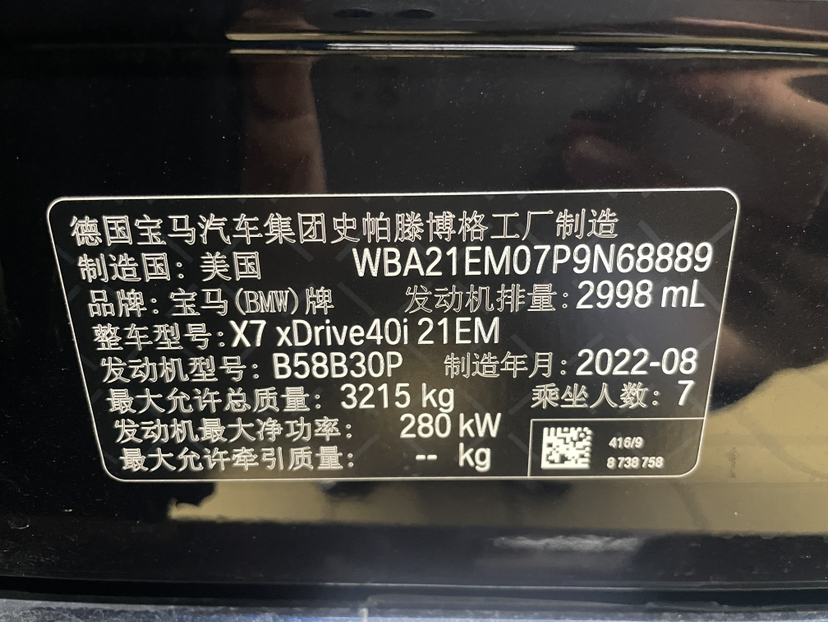 德国宝马汽车集团史帕滕博格工厂制造
制造国: 美国 WBA21EM07P9N68889
品牌: 宝马(BMW)牌 发动机排量: 2998 mL
整车型号: X7 xDrive40i 21EM
发动机型号: B58B30P 制造年月: 2022-08
最大允许总质量: 3215 kg 乘坐人数: 7
发动机最大净功率: 280 kW
最大允许牵引质量: -- kg
416/9
8 738 758